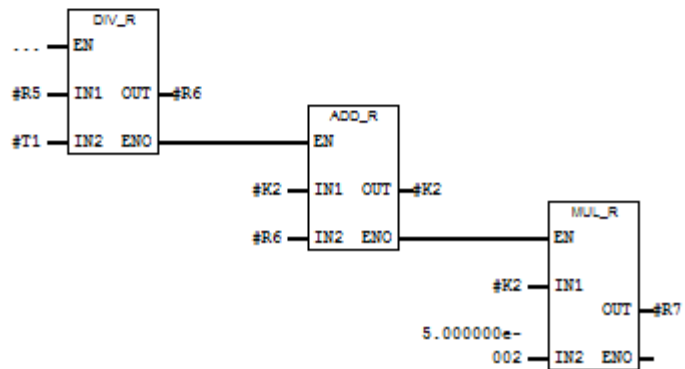 DIV_R
... EN
#R5 IN1 OUT #R6
#T1 IN2 ENO
ADD_R
EN
#K2 IN1 OUT #K2
#R6 IN2 ENO
MUL_R
EN
#K2 IN1
OUT #R7
5.000000e-
002 IN2 ENO